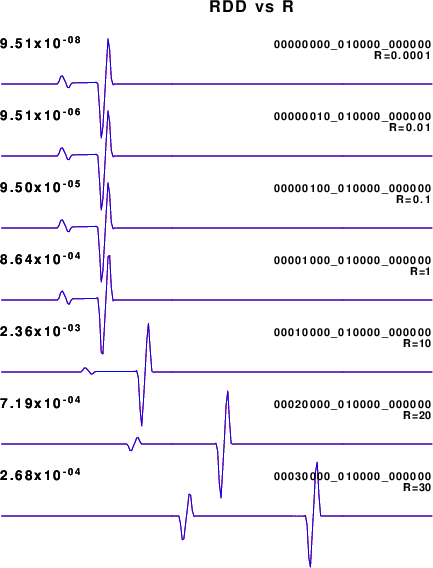 RDD vs R
9.51x10-08 00000000_010000_000000
R=0.0001
9.51x10-06 00000010_010000_000000
R=0.01
9.50x10-05 00000100_010000_000000
R=0.1
8.64x10-04 00001000_010000_000000
R=1
2.36x10-03 00010000_010000_000000
R=10
7.19x10-04 00020000_010000_000000
R=20
2.68x10-04 00030000_010000_000000
R=30